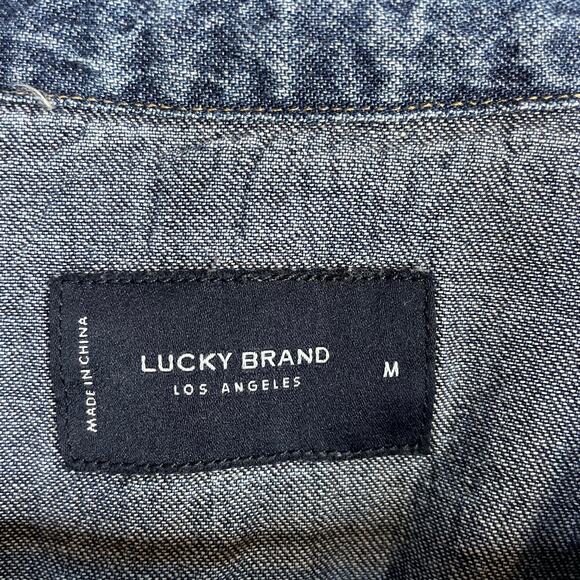 MADE IN CHINA
LUCKY BRAND
LOS ANGELES
M